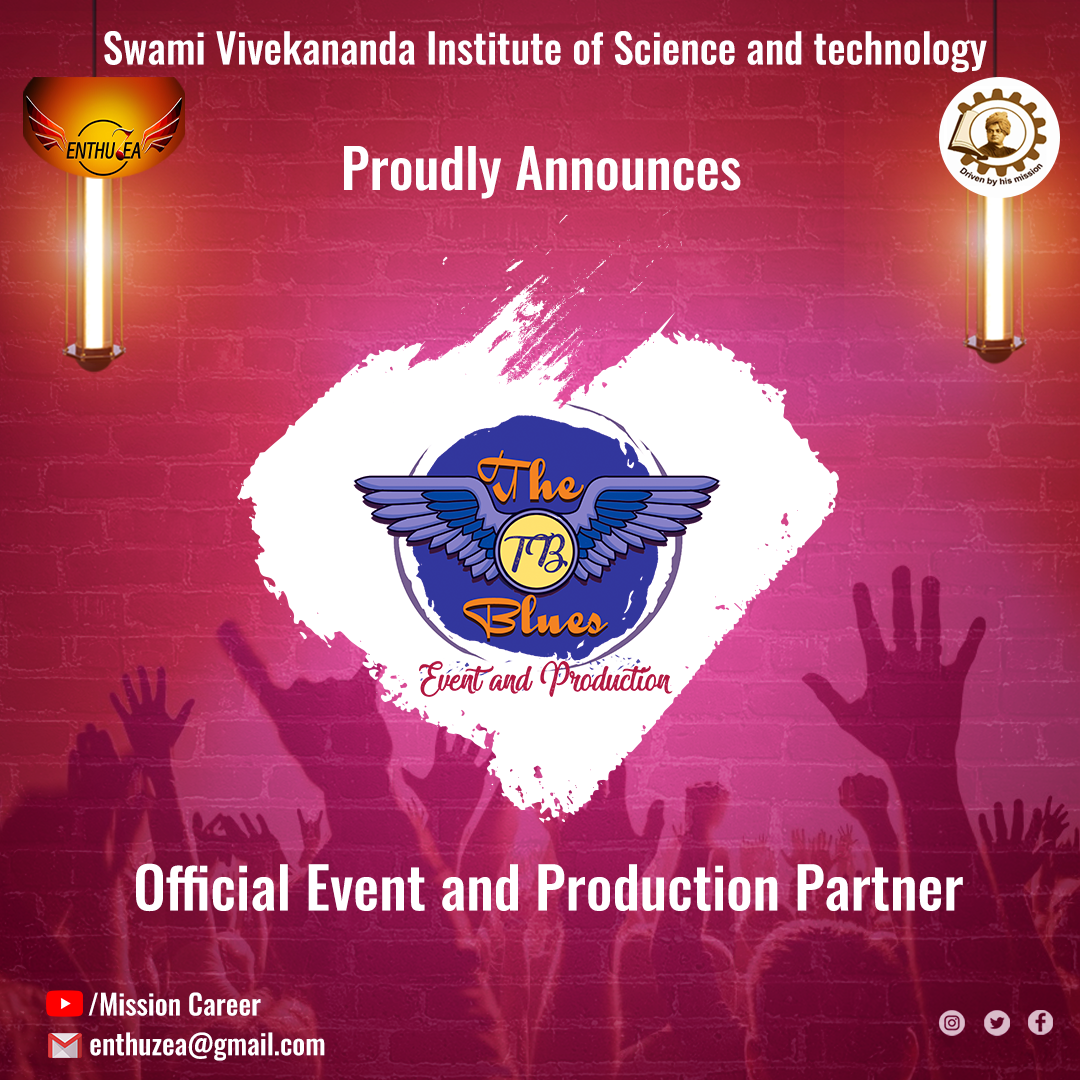 Swami Vivekananda Institute of Science and technology
ENTHUZEA
Driven by his mission
Proudly Announces
The
TB
Blues
Event and Production
Official Event and Production Partner
/Mission Career
enthuzea@gmail.com